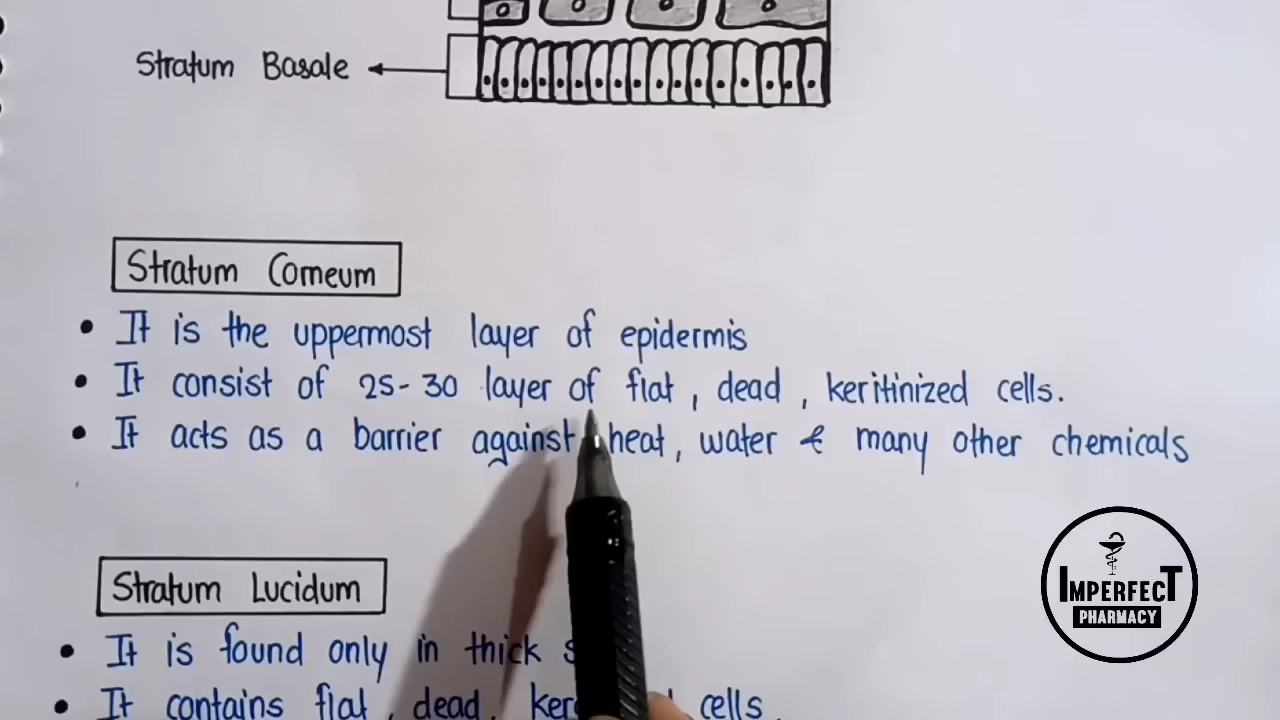 Stratum Basale
Stratum Corneum
• It is the uppermost layer of epidermis
• It consist of 25-30 layer of flat, dead, keritinized cells.
• It acts as a barrier against heat, water & many other chemicals
IMPERFECT
PHARMACY
Stratum Lucidum
• It is found only in thick
• It contains flat, dead, cells.